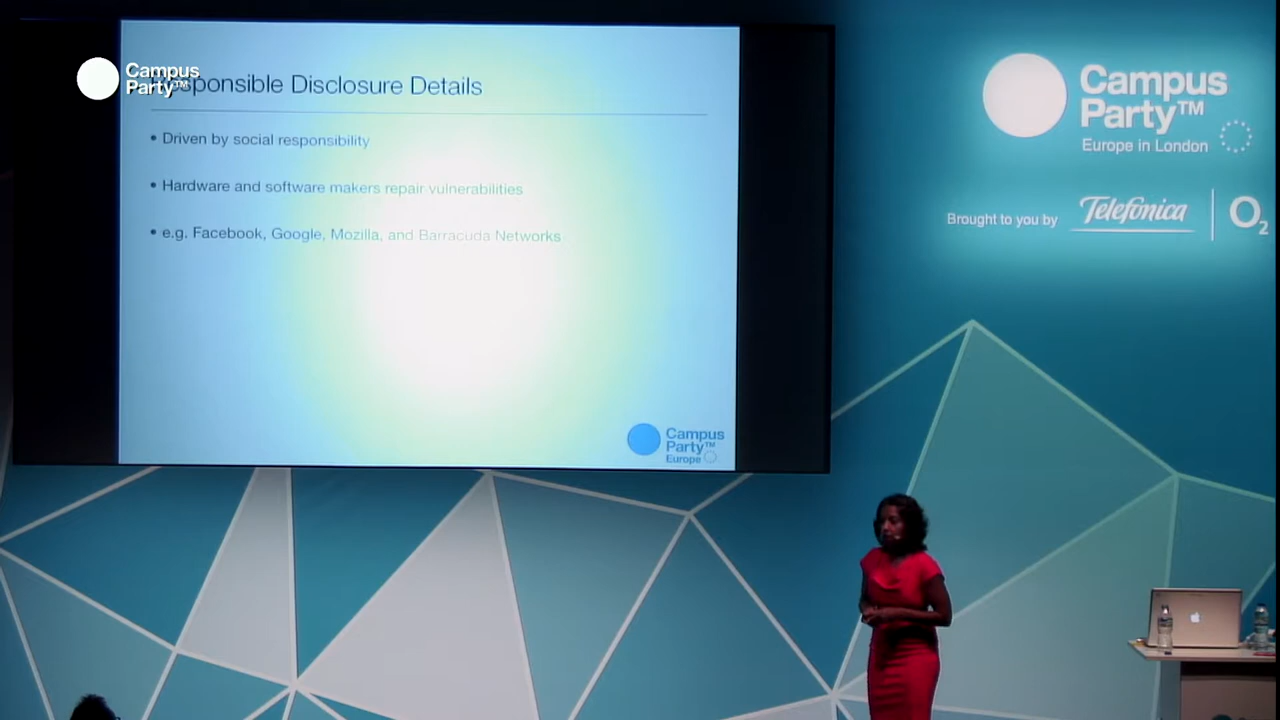 Campus
Party™
Responsible Disclosure Details
• Driven by social responsibility
• Hardware and software makers repair vulnerabilities
• e.g. Facebook, Google, Mozilla, and Barracuda Networks
Campus
Party™
Europe
Campus
Party™
Europe in London
Brought to you by
Telefónica
O2